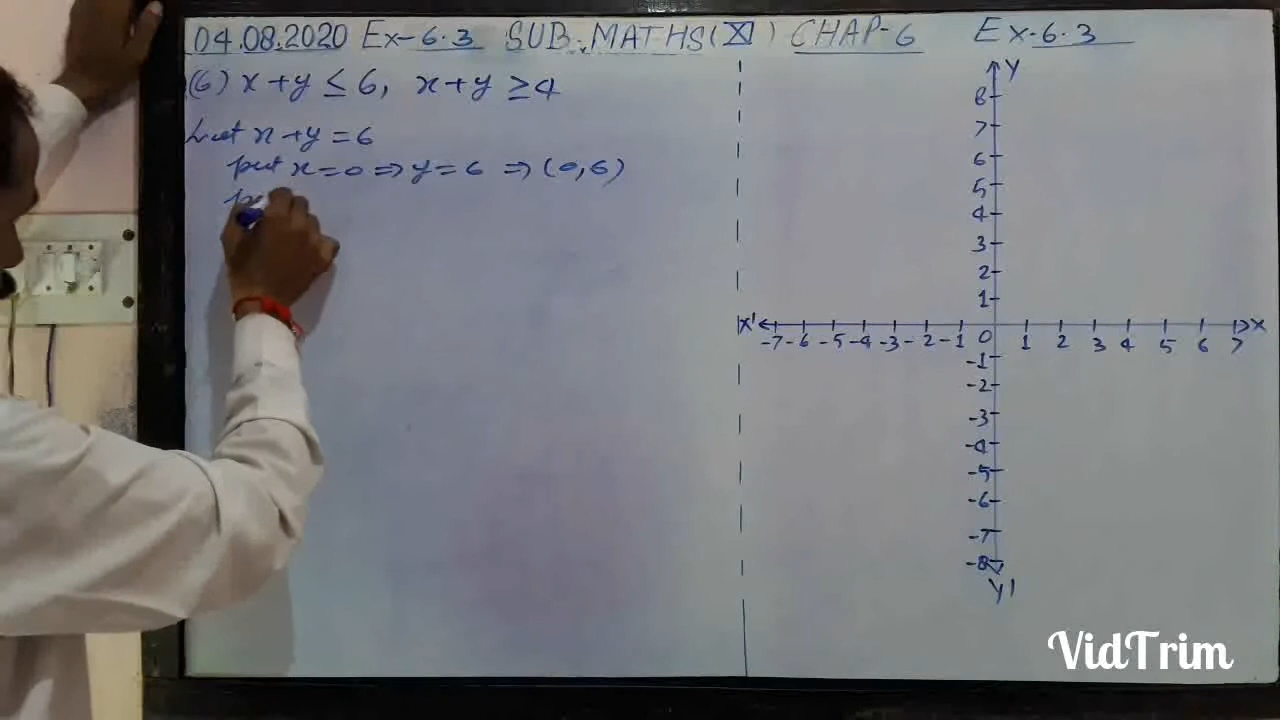 04.08.2020 Ex-6.3 SUB:MATHS(XI) CHAP-6 Ex.6.3
(6) x+y ≤ 6, x+y ≥ 4
Let x+y=6
put x=0 ⇒ y=6 ⇒ (0,6)
Y
8
7
6
5
4
3
2
1
X' -7 -6 -5 -4 -3 -2 -1 0 1 2 3 4 5 6 7 X
-1
-2
-3
-4
-5
-6
-7
-8
Y'
VidTrim